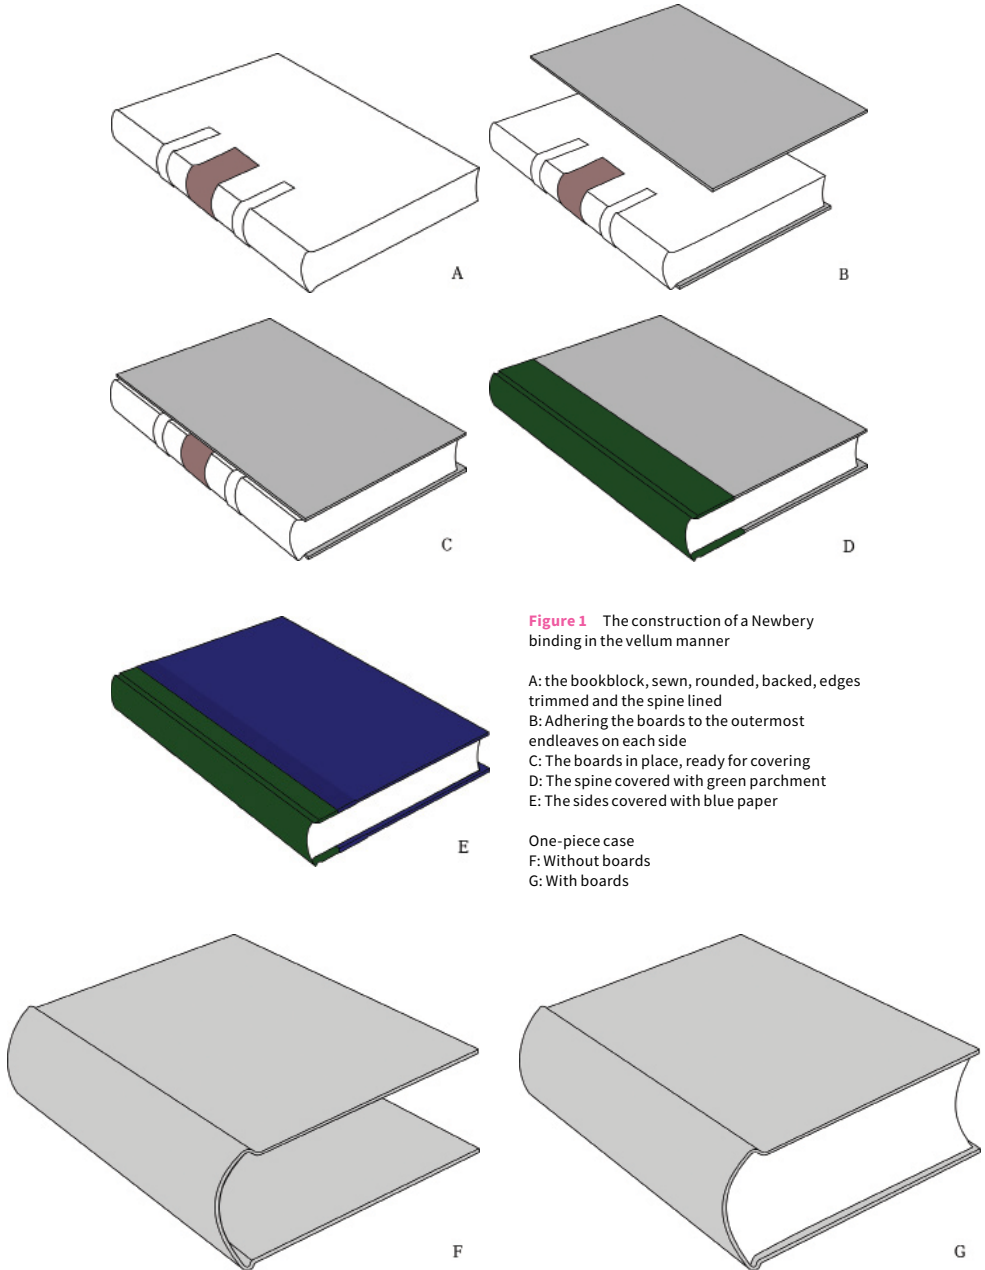 A
B
C
D
Figure 1 The construction of a Newbery
binding in the vellum manner
A: the bookblock, sewn, rounded, backed, edges
trimmed and the spine lined
B: Adhering the boards to the outermost
endleaves on each side
C: The boards in place, ready for covering
D: The spine covered with green parchment
E: The sides covered with blue paper
E
One-piece case
F: Without boards
G: With boards
F
G